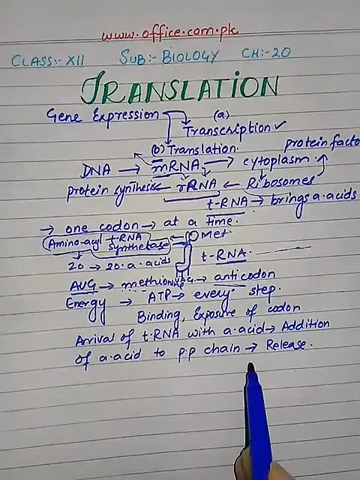 www.office.com.pk
CLASS:- XII SUB:- BIOLOGY CH:-20
TRANSLATION
Gene Expression (a)
Transcription ✓
(b) Translation. protein facto
DNA → mRNA → cytoplasm
protein synthesis ← rRNA ← Ribosomes
t-RNA → brings a.acids
→ one codon → at a time.
Amino-acyl t-RNA synthetase Met
20 → 20.a.acids t-RNA.
AUG → methionine → anticodon
Energy → ATP → every step.
Binding, Exposure of codon
Arrival of t-RNA with a.acid → Addition
of a.acid to p.p chain → Release.